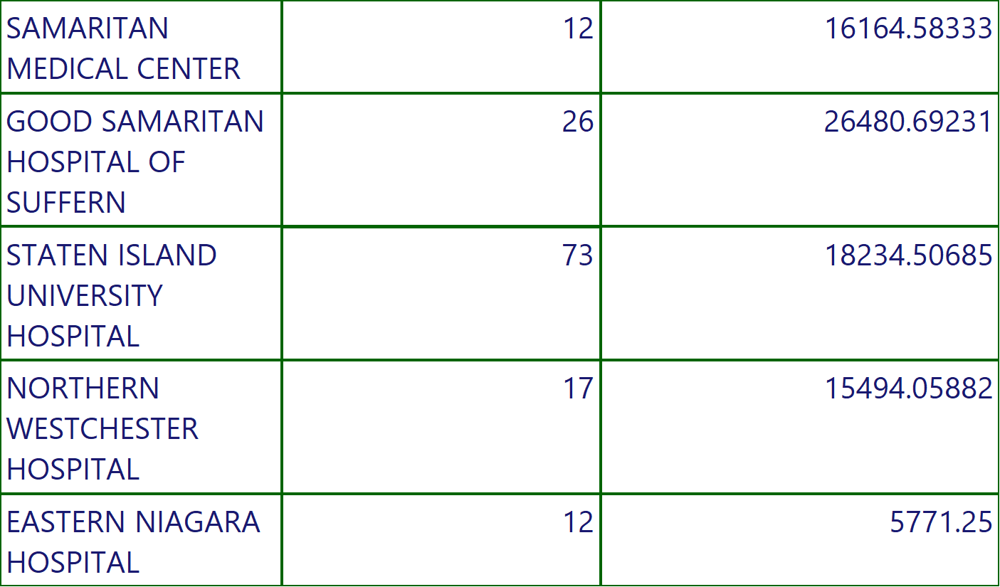 SAMARITAN 12 16164.58333
MEDICAL CENTER
GOOD SAMARITAN 26 26480.69231
HOSPITAL OF
SUFFERN
STATEN ISLAND 73 18234.50685
UNIVERSITY
HOSPITAL
NORTHERN 17 15494.05882
WESTCHESTER
HOSPITAL
EASTERN NIAGARA 12 5771.25
HOSPITAL